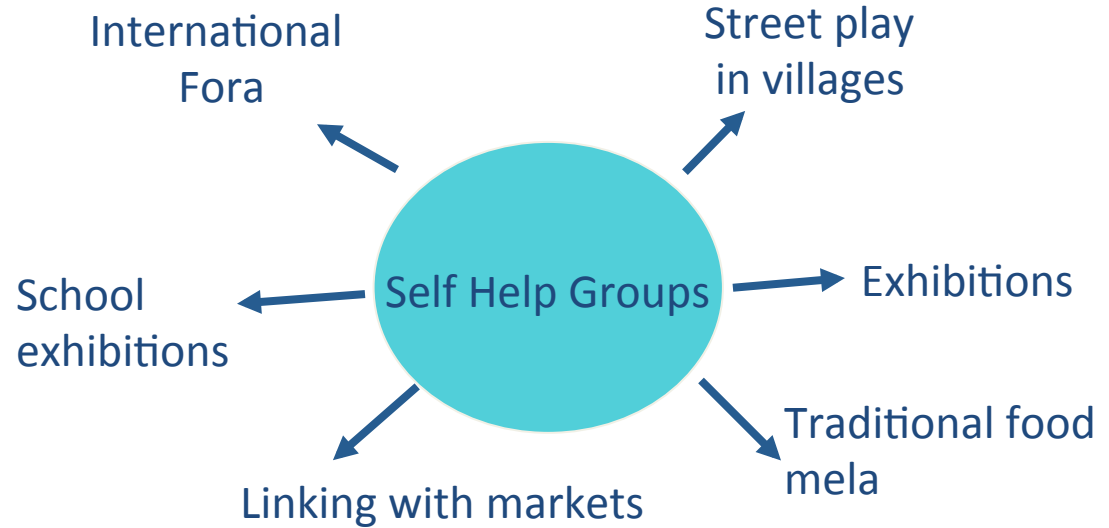 International
Fora
Street play
in villages
School
exhibitions
Self Help Groups
Exhibitions
Linking with markets
Traditional food
mela